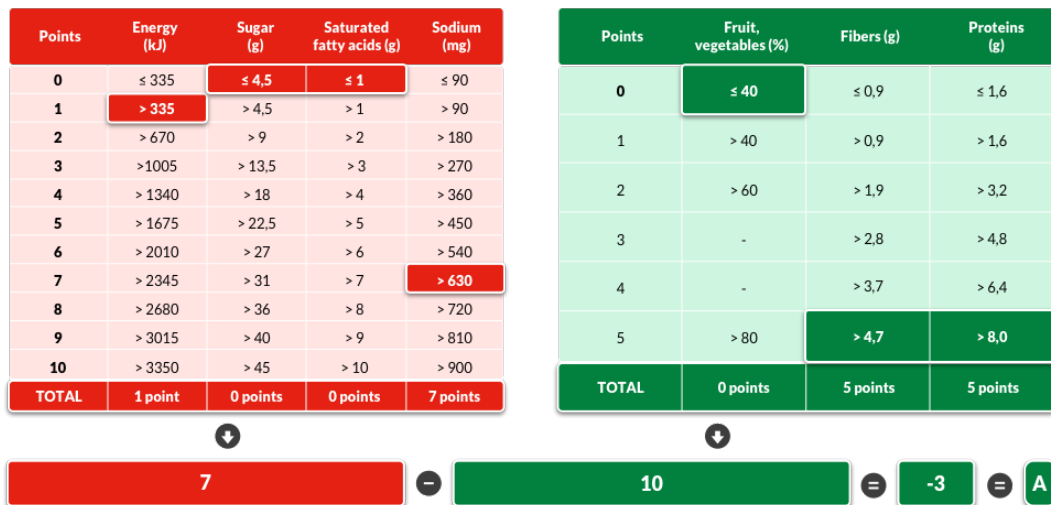 Points Energy (kJ) Sugar (g) Saturated fatty acids (g) Sodium (mg)
0 ≤ 335 ≤ 4,5 ≤ 1 ≤ 90
1 > 335 > 4,5 > 1 > 90
2 > 670 > 9 > 2 > 180
3 >1005 > 13,5 > 3 > 270
4 > 1340 > 18 > 4 > 360
5 > 1675 > 22,5 > 5 > 450
6 > 2010 > 27 > 6 > 540
7 > 2345 > 31 > 7 > 630
8 > 2680 > 36 > 8 > 720
9 > 3015 > 40 > 9 > 810
10 > 3350 > 45 > 10 > 900
TOTAL 1 point 0 points 0 points 7 points
Points Fruit, vegetables (%) Fibers (g) Proteins (g)
0 ≤ 40 ≤ 0,9 ≤ 1,6
1 > 40 > 0,9 > 1,6
2 > 60 > 1,9 > 3,2
3 - > 2,8 > 4,8
4 - > 3,7 > 6,4
5 > 80 > 4,7 > 8,0
TOTAL 0 points 5 points 5 points
7 − 10 = -3 = A